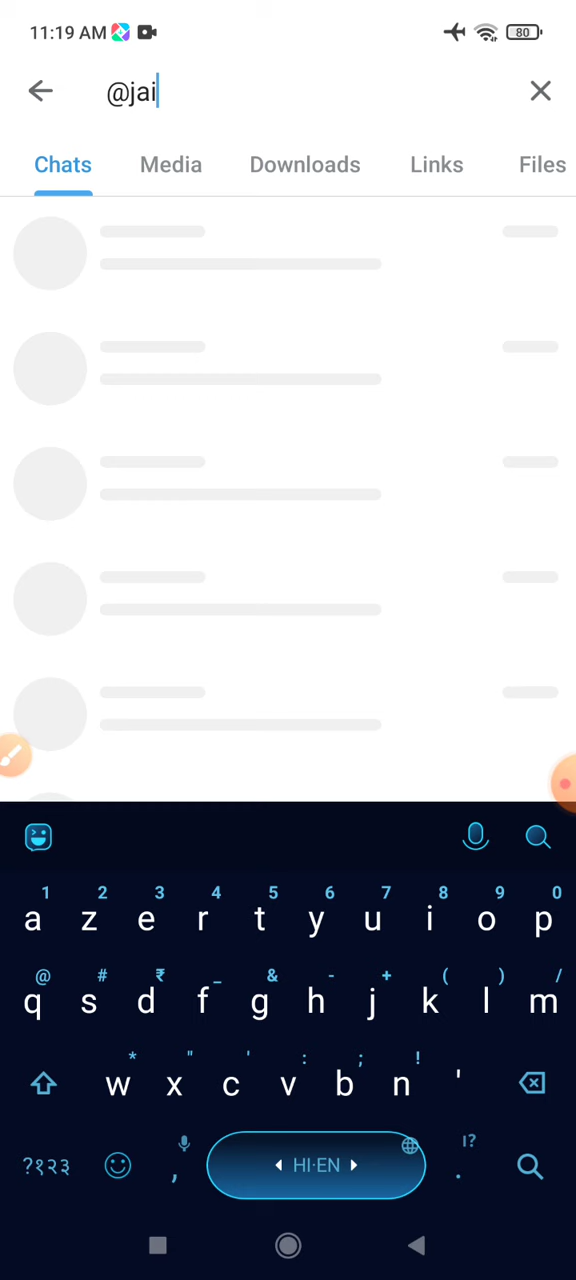 11:19 AM 80
@jai
Chats Media Downloads Links Files
1 2 3 4 5 6 7 8 9 0
a z e r t y u i o p
@ # ₹ _ & - + ( ) /
q s d f g h j k l m
* " ' : ; !
w x c v b n '
?१२३ , HI·EN . !?